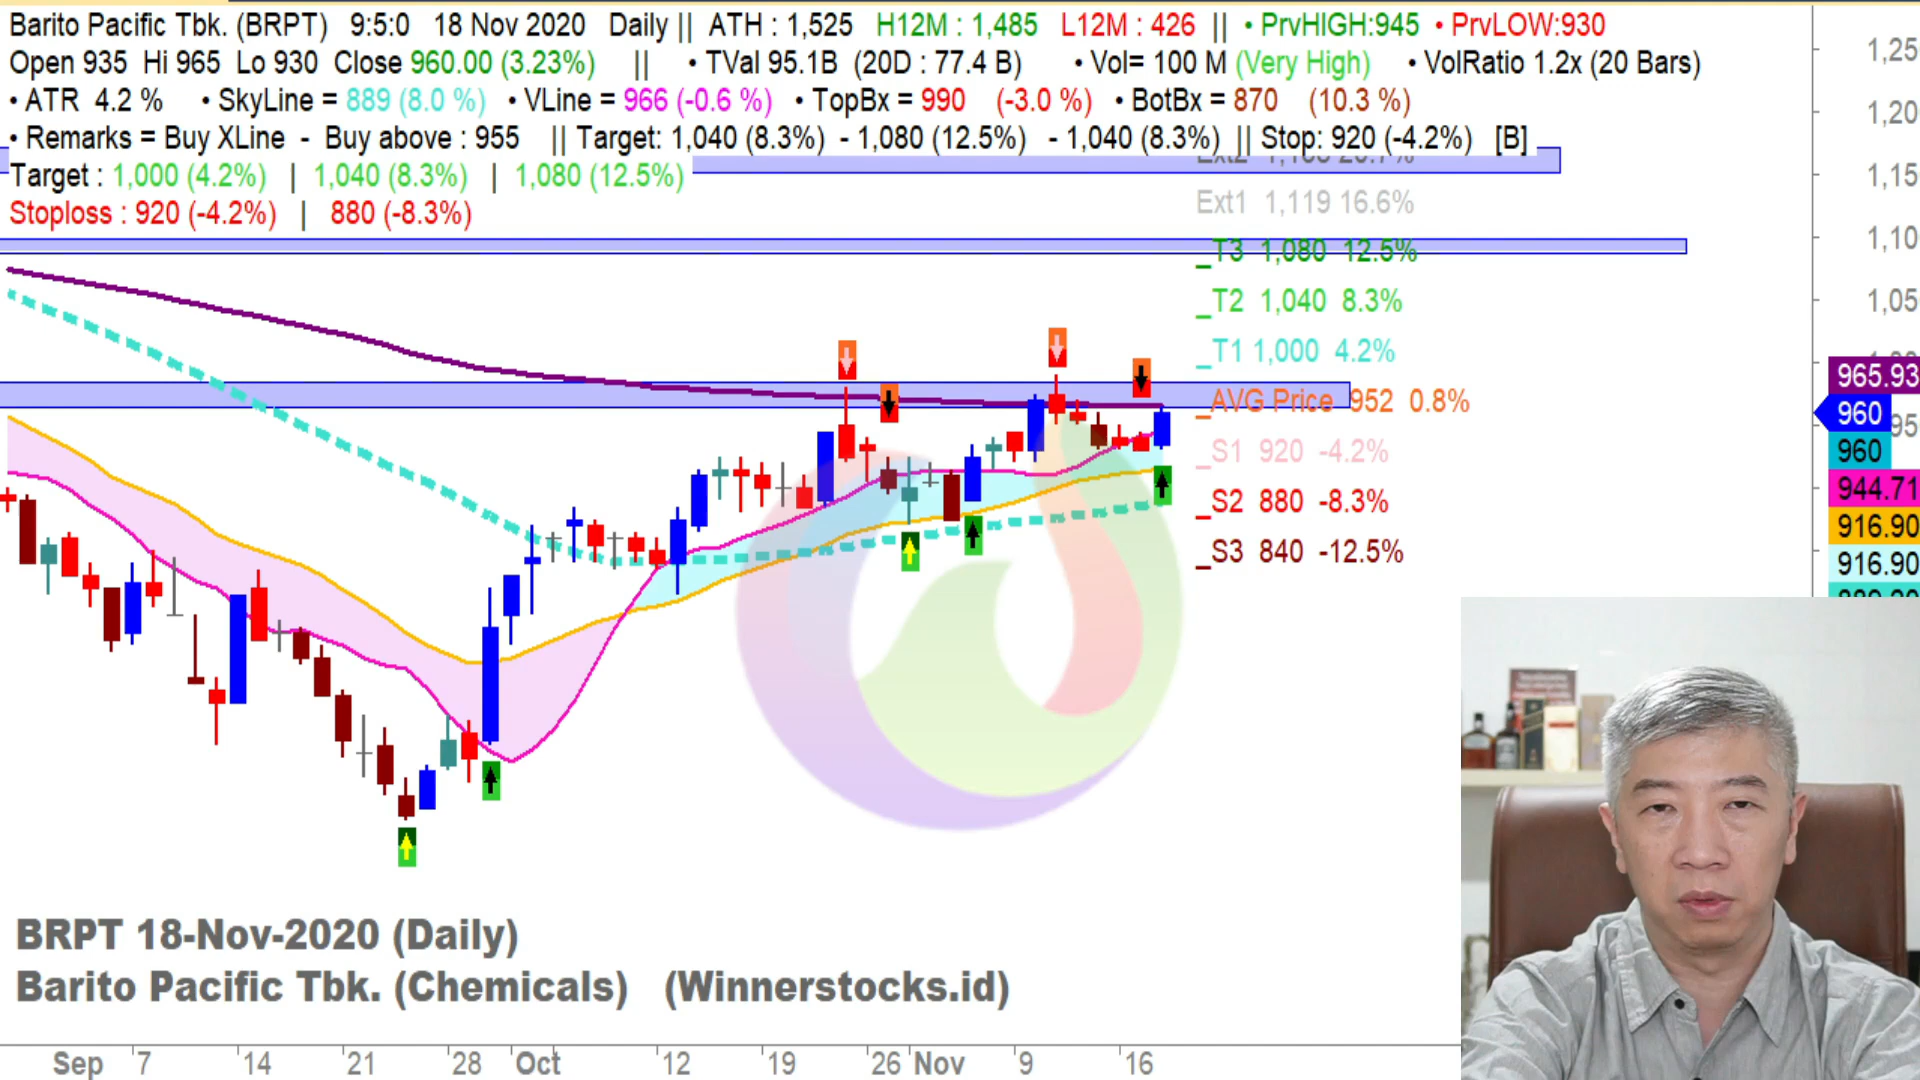 Barito Pacific Tbk. (BRPT) 9:5:0 18 Nov 2020 Daily || ATH : 1,525 H12M : 1,485 L12M : 426 || • PrvHIGH:945 • PrvLOW:930
Open 935 Hi 965 Lo 930 Close 960.00 (3.23%) || • TVal 95.1B (20D : 77.4 B) • Vol= 100 M (Very High) • VolRatio 1.2x (20 Bars)
• ATR 4.2 % • SkyLine = 889 (8.0 %) • VLine = 966 (-0.6 %) • TopBx = 990 (-3.0 %) • BotBx = 870 (10.3 %)
• Remarks = Buy XLine - Buy above : 955 || Target: 1,040 (8.3%) - 1,080 (12.5%) - 1,040 (8.3%) || Stop: 920 (-4.2%) [B]
Target : 1,000 (4.2%) | 1,040 (8.3%) | 1,080 (12.5%)
Stoploss : 920 (-4.2%) | 880 (-8.3%)
Ext1 1,119 16.6%
_T3 1,080 12.5%
_T2 1,040 8.3%
_T1 1,000 4.2%
_AVG Price 952 0.8%
_S1 920 -4.2%
_S2 880 -8.3%
_S3 840 -12.5%
1,25
1,20
1,15
1,10
1,05
965.93
960
95
960
944.71
916.90
916.90
BRPT 18-Nov-2020 (Daily)
Barito Pacific Tbk. (Chemicals) (Winnerstocks.id)
Sep 7 14 21 28 Oct 12 19 26 Nov 9 16